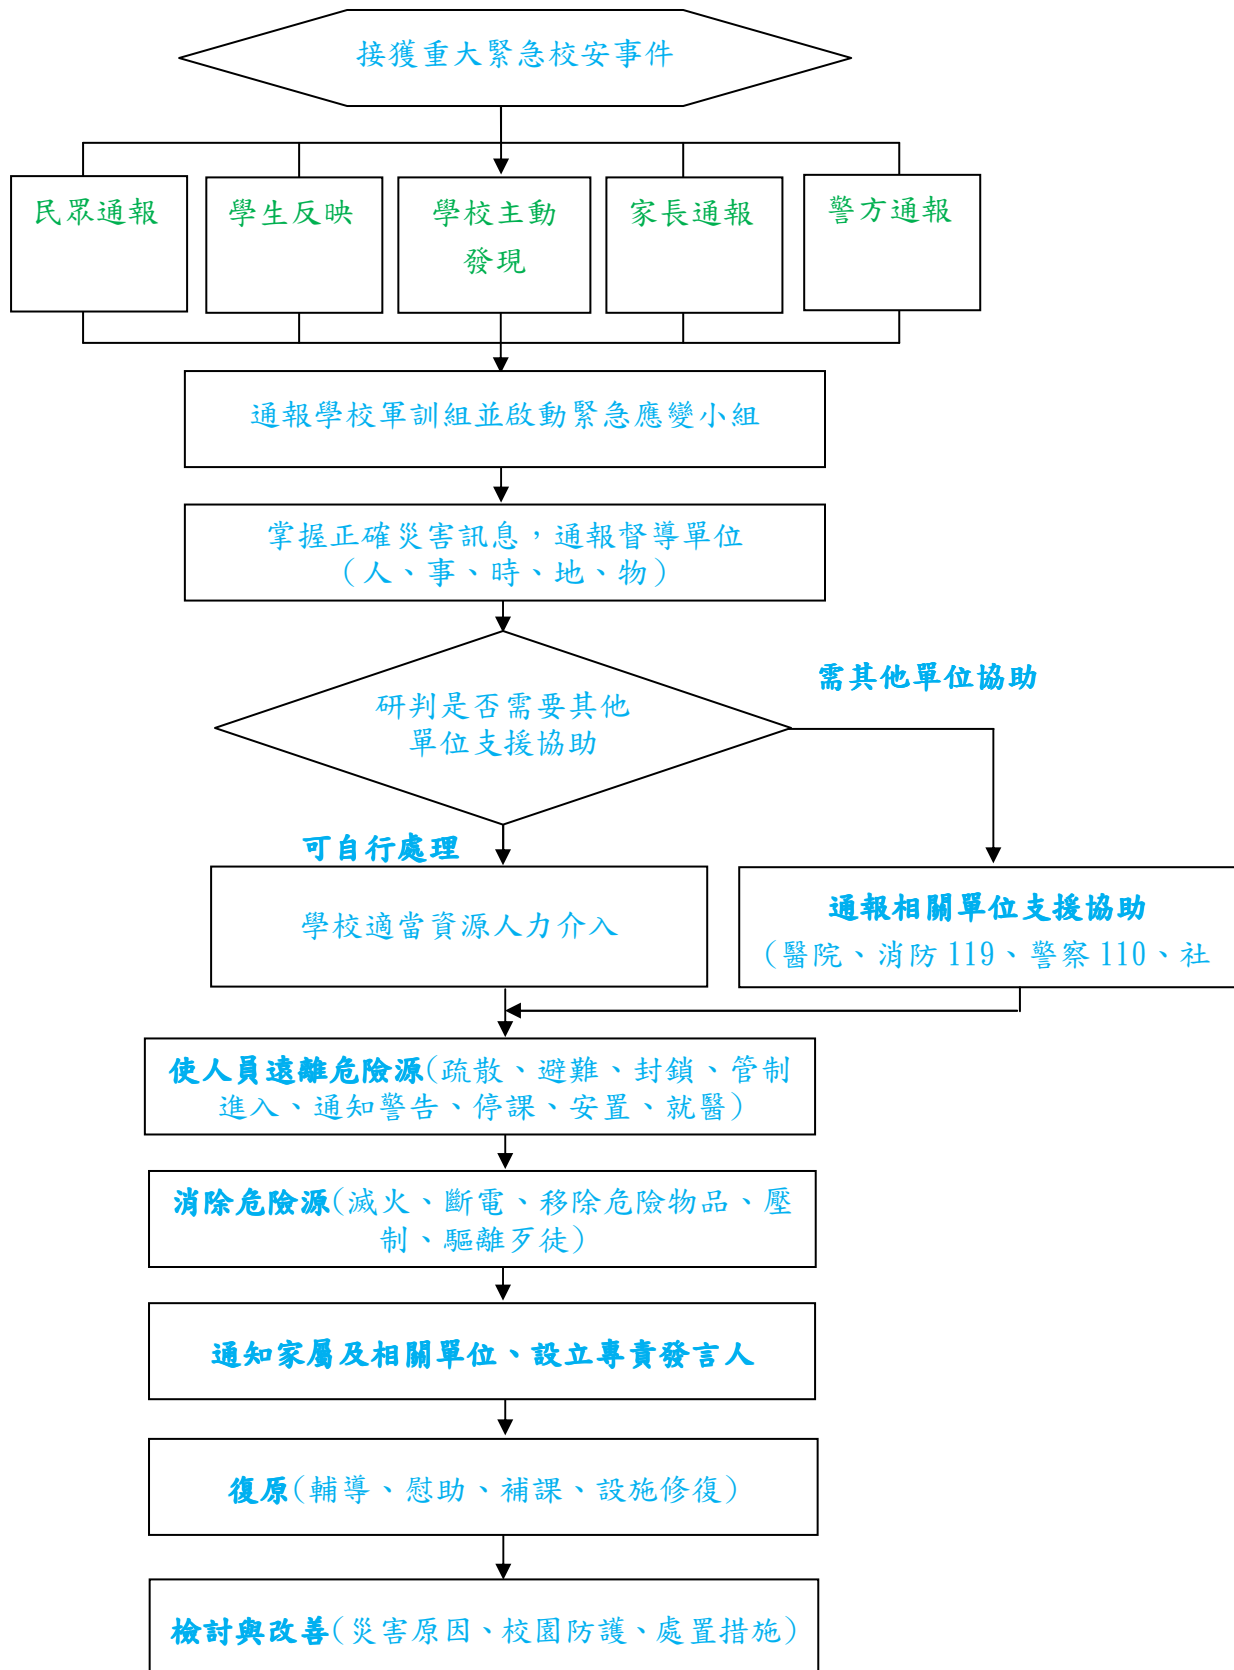 接獲重大緊急校安事件
民眾通報
學生反映
學校主動
發現
家長通報
警方通報
通報學校軍訓組並啟動緊急應變小組
掌握正確災害訊息，通報督導單位
（人、事、時、地、物）
研判是否需要其他
單位支援協助
需其他單位協助
可自行處理
學校適當資源人力介入
通報相關單位支援協助
（醫院、消防 119、警察 110、社
使人員遠離危險源(疏散、避難、封鎖、管制
進入、通知警告、停課、安置、就醫)
消除危險源(滅火、斷電、移除危險物品、壓
制、驅離歹徒)
通知家屬及相關單位、設立專責發言人
復原(輔導、慰助、補課、設施修復)
檢討與改善(災害原因、校園防護、處置措施)